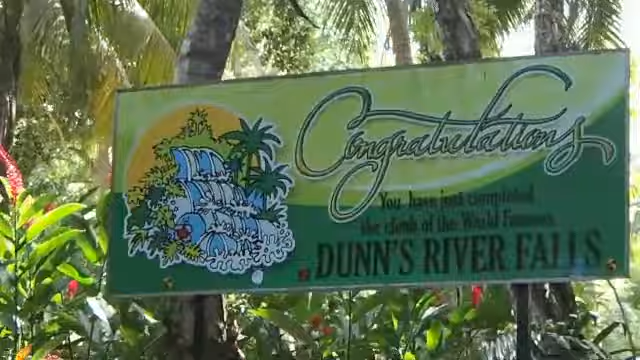 Congratulations
You have just completed
the climb of the World Famous
DUNN'S RIVER FALLS